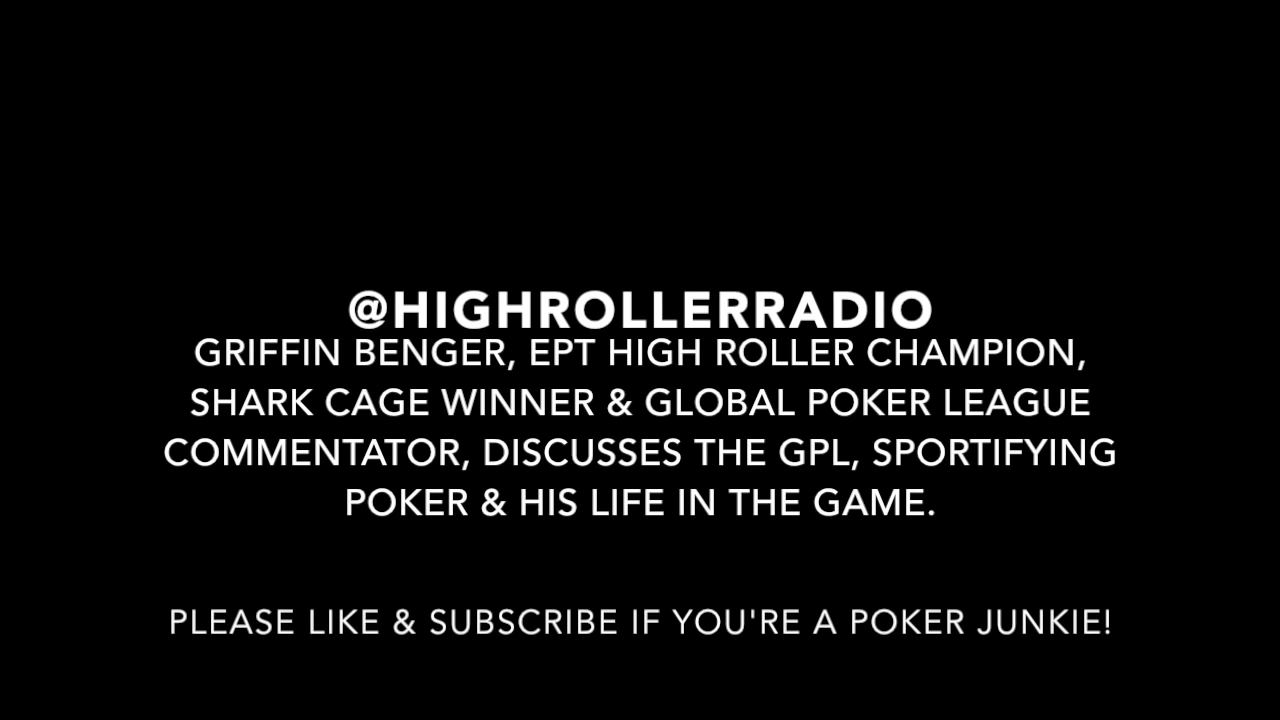 @HIGHROLLERRADIO
GRIFFIN BENGER, EPT HIGH ROLLER CHAMPION,
SHARK CAGE WINNER & GLOBAL POKER LEAGUE
COMMENTATOR, DISCUSSES THE GPL, SPORTIFYING
POKER & HIS LIFE IN THE GAME.
PLEASE LIKE & SUBSCRIBE IF YOU'RE A POKER JUNKIE!